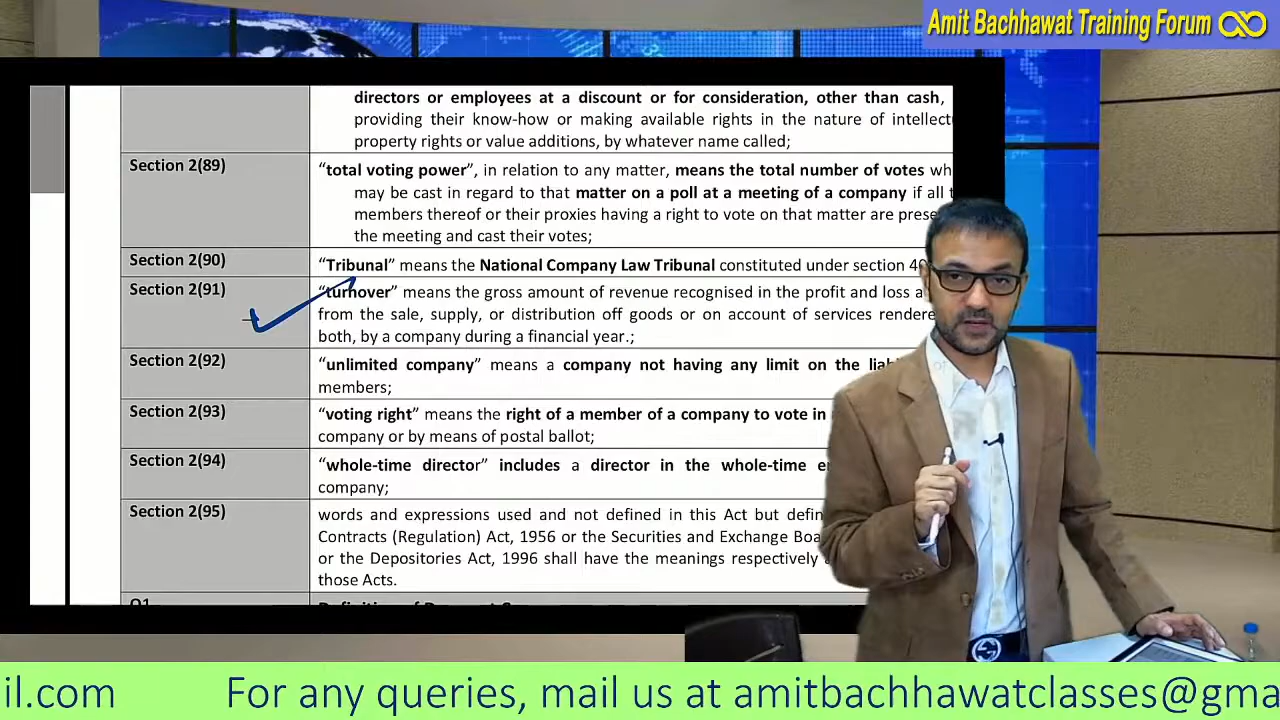 Amit Bachhawat Training Forum
directors or employees at a discount or for consideration, other than cash,
providing their know-how or making available rights in the nature of
property rights or value additions, by whatever name called;
Section 2(89)
“total voting power”, in relation to any matter, means the total number of votes
may be cast in regard to that matter on a poll at a meeting of a company if all
members thereof or their proxies having a right to vote on that matter are
the meeting and cast their votes;
Section 2(90)
“Tribunal” means the National Company Law Tribunal constituted under section
Section 2(91)
“turnover” means the gross amount of revenue recognised in the profit and loss
from the sale, supply, or distribution off goods or on account of services
both, by a company during a financial year.;
Section 2(92)
“unlimited company” means a company not having any limit on the
members;
Section 2(93)
“voting right” means the right of a member of a company to vote in
company or by means of postal ballot;
Section 2(94)
“whole-time director” includes a director in the whole-time
company;
Section 2(95)
words and expressions used and not defined in this Act but
Contracts (Regulation) Act, 1956 or the Securities and Exchange
or the Depositories Act, 1996 shall have the meanings respectively
those Acts.
il.com For any queries, mail us at amitbachhawatclasses@gma